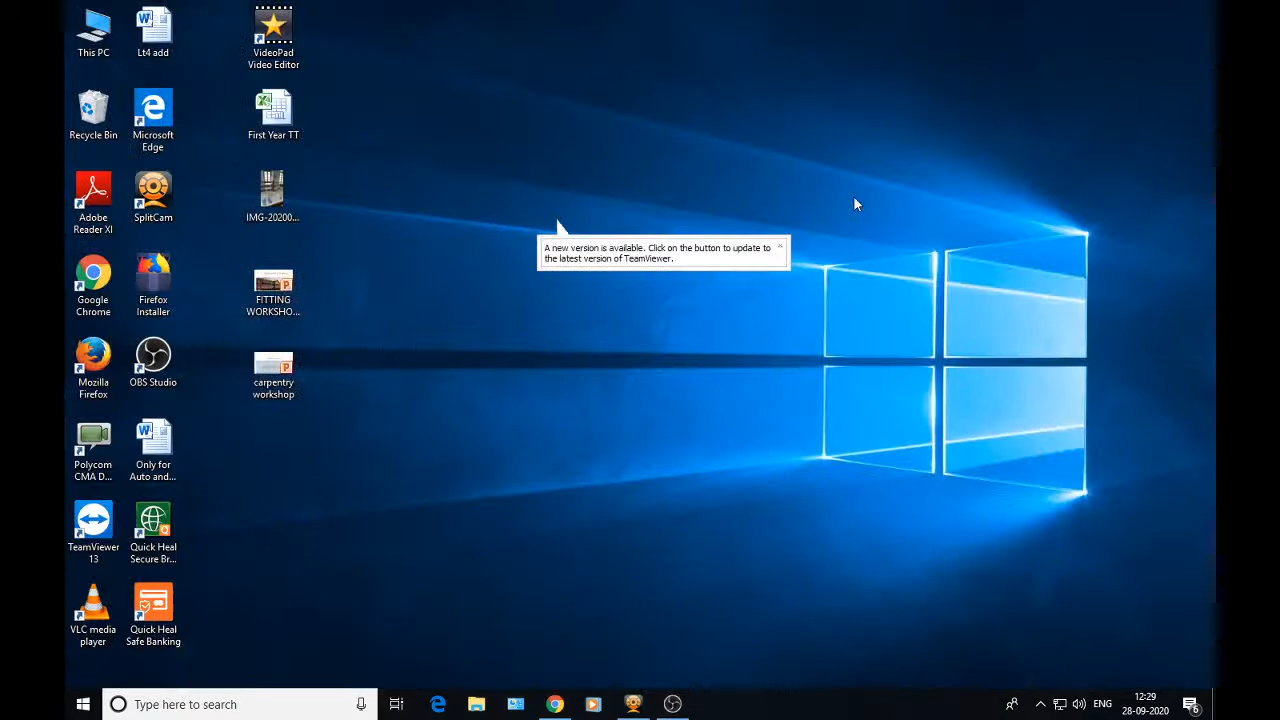 This PC
Lt4 add
VideoPad
Video Editor
Recycle Bin
Microsoft
Edge
First Year TT
Adobe
Reader XI
SplitCam
IMG-20200...
A new version is available. Click on the button to update to
the latest version of TeamViewer.
Google
Chrome
Firefox
Installer
FITTING
WORKSHO...
Mozilla
Firefox
OBS Studio
carpentry
workshop
Polycom
CMA D...
Only for
Auto and...
TeamViewer
13
Quick Heal
Secure Br...
VLC media
player
Quick Heal
Safe Banking
Type here to search
ENG
12:29
28-09-2020
6